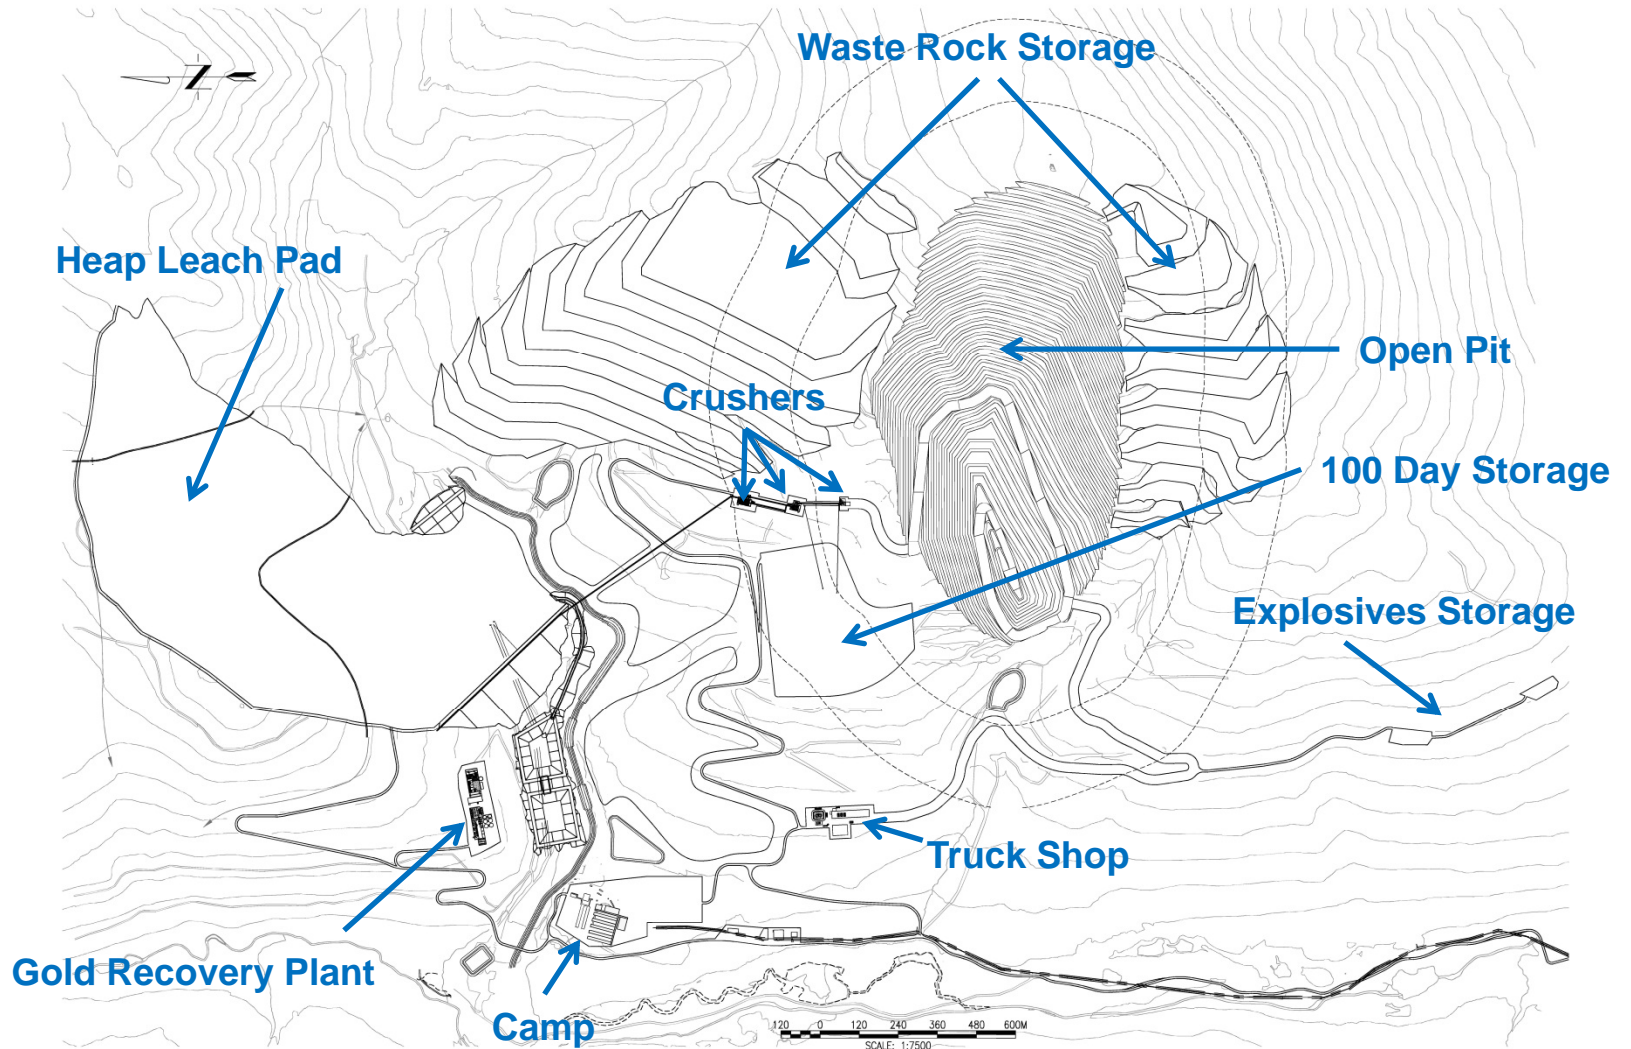 Waste Rock Storage
N
Heap Leach Pad
Open Pit
Crushers
100 Day Storage
Explosives Storage
Truck Shop
Gold Recovery Plant
Camp
120 0 120 240 360 480 600M
SCALE: 1:7500